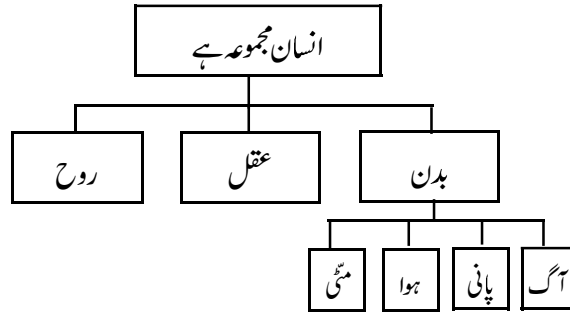 انسان مجموعہ ہے
بدن
عقل
روح
آگ
پانی
ہوا
مٹّی